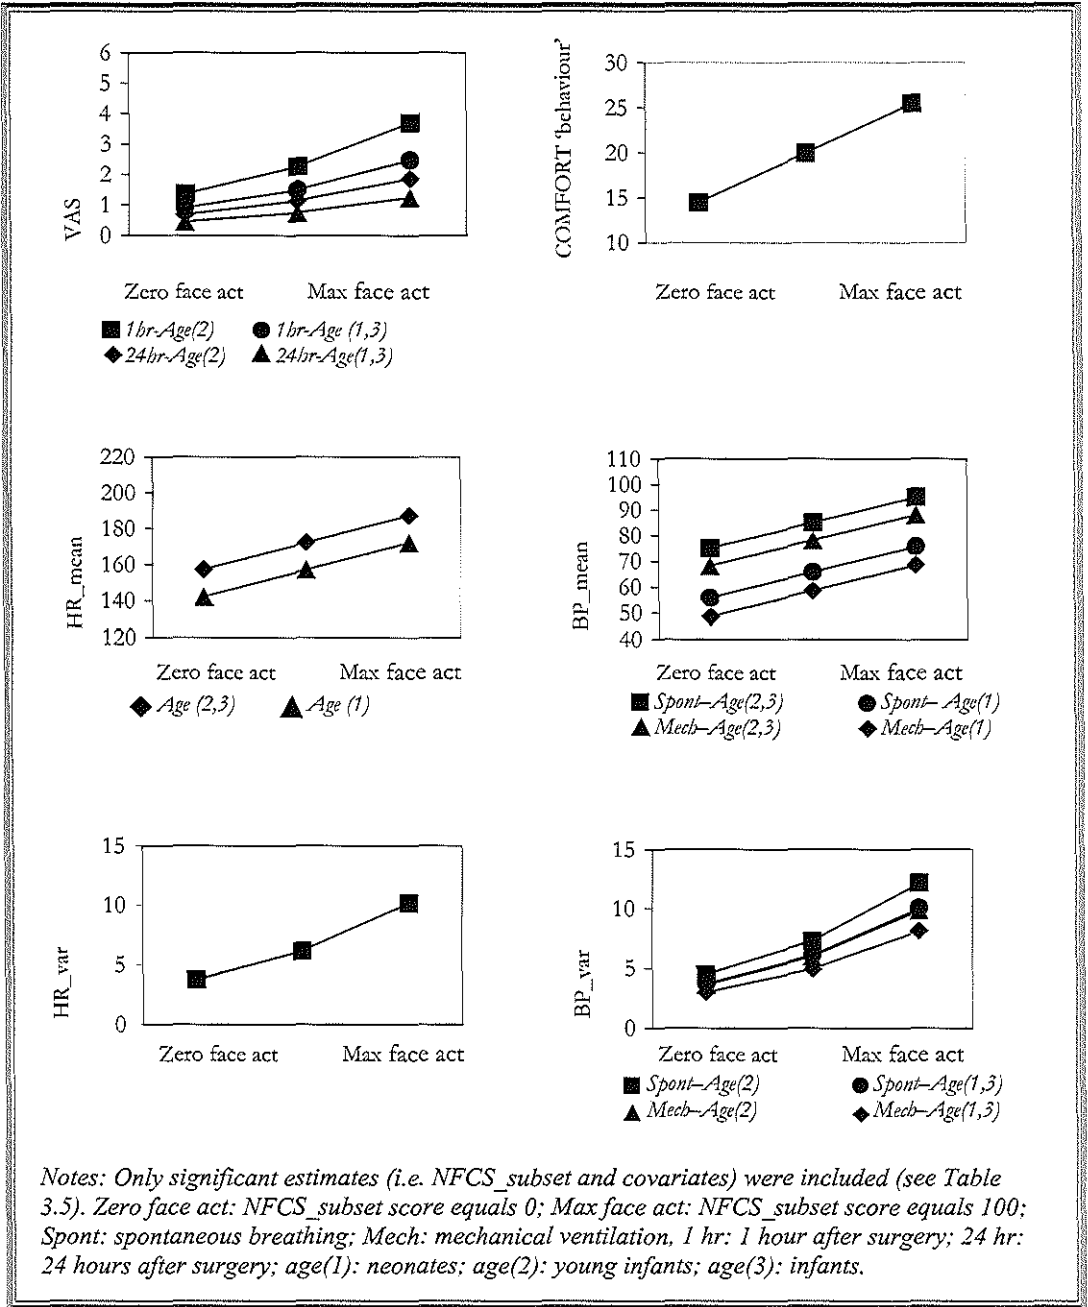 6
5
4
3
2
1
0
VAS
Zero face act Max face act
1hr-Age(2) 1hr-Age (1,3)
24hr-Age(2) 24hr-Age(1,3)
30
25
20
15
10
COMFORT 'behaviour'
Zero face act Max face act
220
200
180
160
140
120
HR_mean
Zero face act Max face act
Age (2,3) Age (1)
110
100
90
80
70
60
50
40
BP_mean
Zero face act Max face act
Spont–Age(2,3) Spont– Age(1)
Mech–Age(2,3) Mech–Age(1)
15
10
5
0
HR_var
Zero face act Max face act
15
10
5
0
BP_var
Zero face act Max face act
Spont–Age(2) Spont–Age(1,3)
Mech–Age(2) Mech–Age(1,3)
Notes: Only significant estimates (i.e. NFCS_subset and covariates) were included (see Table
3.5). Zero face act: NFCS_subset score equals 0; Max face act: NFCS_subset score equals 100;
Spont: spontaneous breathing; Mech: mechanical ventilation, 1 hr: 1 hour after surgery; 24 hr:
24 hours after surgery; age(1): neonates; age(2): young infants; age(3): infants.